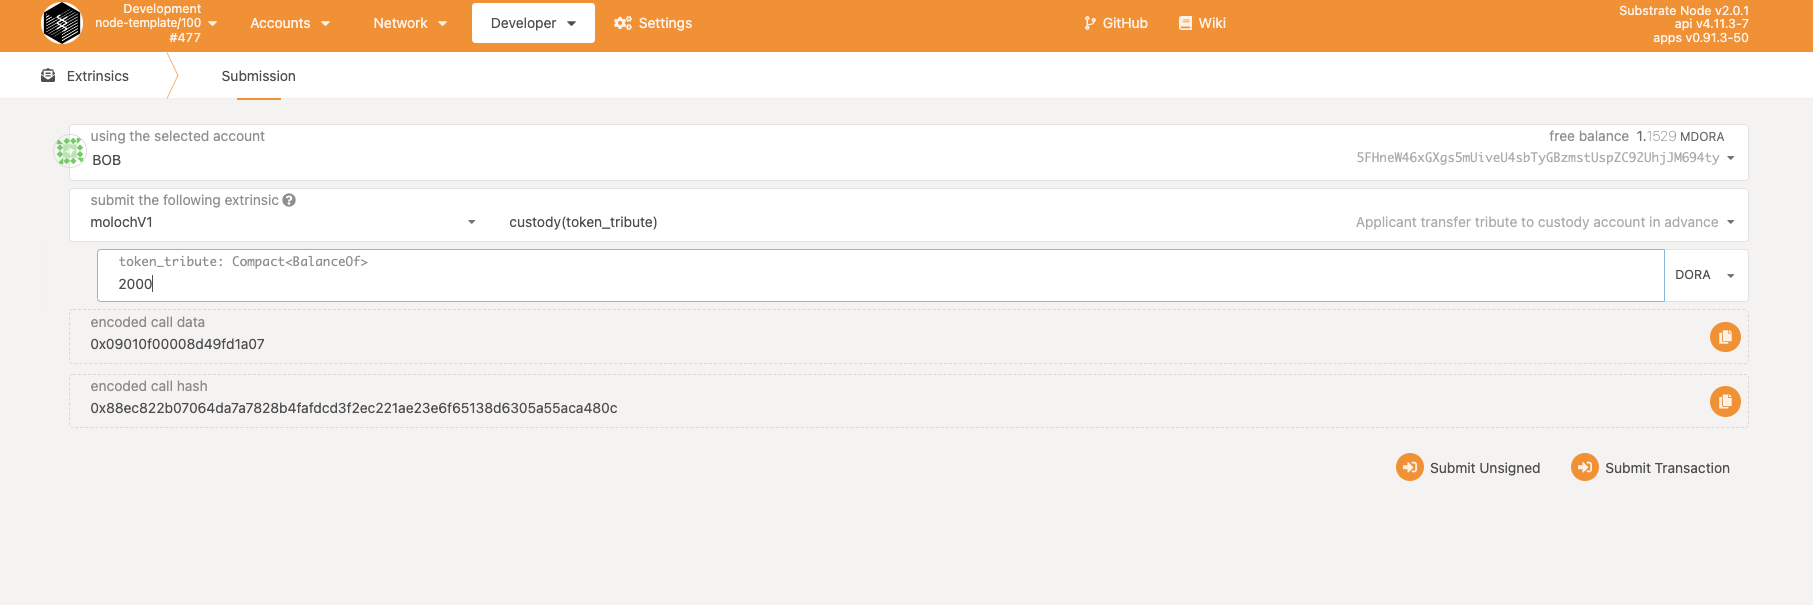 Development
node-template/100
#477
Accounts
Network
Developer
Settings
GitHub
Wiki
Substrate Node v2.0.1
api v4.11.3-7
apps v0.91.3-50
Extrinsics
Submission
using the selected account
BOB
free balance 1.1529 MDORA
5FHneW46xGXgs5mUiveU4sbTyGBzmstUspZC92UhjJM694ty
submit the following extrinsic
molochV1
custody(token_tribute)
Applicant transfer tribute to custody account in advance
token_tribute: Compact<BalanceOf>
2000
DORA
encoded call data
0x09010f00008d49fd1a07
encoded call hash
0x88ec822b07064da7a7828b4fafdcd3f2ec221ae23e6f65138d6305a55aca480c
Submit Unsigned
Submit Transaction